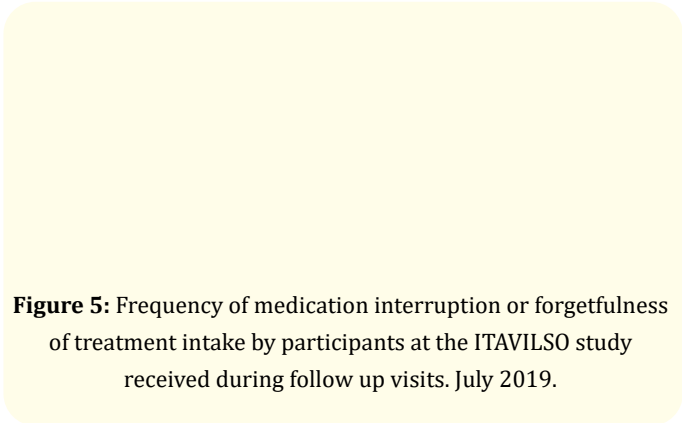 Figure 5: Frequency of medication interruption or forgetfulness
of treatment intake by participants at the ITAVILSO study
received during follow up visits. July 2019.